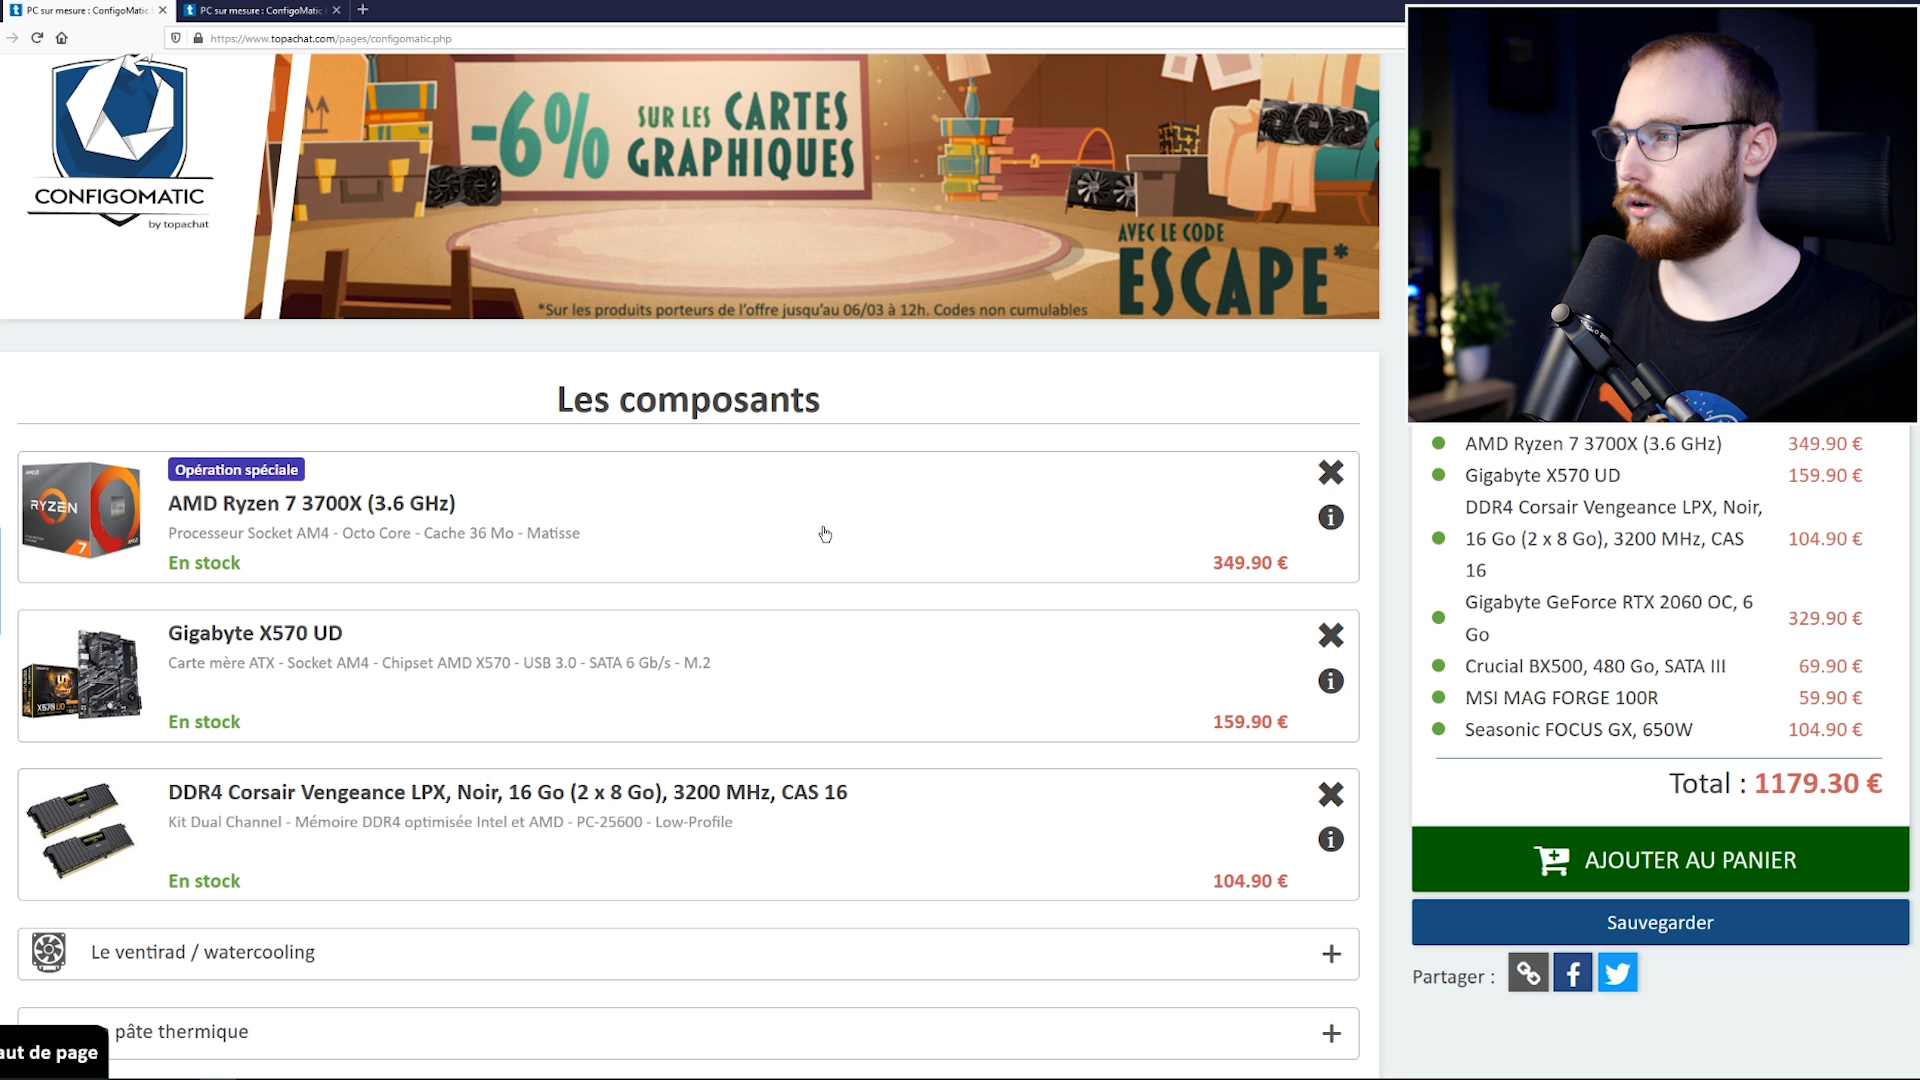 PC sur mesure : ConfigoMatic
PC sur mesure : ConfigoMatic
https://www.topachat.com/pages/configomatic.php
CONFIGOMATIC
by topachat
-6% SUR LES CARTES
GRAPHIQUES
AVEC LE CODE
ESCAPE*
*Sur les produits porteurs de l'offre jusqu'au 06/03 à 12h. Codes non cumulables
Les composants
Opération spéciale
AMD Ryzen 7 3700X (3.6 GHz)
Processeur Socket AM4 - Octo Core - Cache 36 Mo - Matisse
En stock
349.90 €
RYZEN
7
Gigabyte X570 UD
Carte mère ATX - Socket AM4 - Chipset AMD X570 - USB 3.0 - SATA 6 Gb/s - M.2
En stock
159.90 €
X570 UD
DDR4 Corsair Vengeance LPX, Noir, 16 Go (2 x 8 Go), 3200 MHz, CAS 16
Kit Dual Channel - Mémoire DDR4 optimisée Intel et AMD - PC-25600 - Low-Profile
En stock
104.90 €
Le ventirad / watercooling
pâte thermique
aut de page
AMD Ryzen 7 3700X (3.6 GHz) 349.90 €
Gigabyte X570 UD 159.90 €
DDR4 Corsair Vengeance LPX, Noir,
16 Go (2 x 8 Go), 3200 MHz, CAS 104.90 €
16
Gigabyte GeForce RTX 2060 OC, 6
Go 329.90 €
Crucial BX500, 480 Go, SATA III 69.90 €
MSI MAG FORGE 100R 59.90 €
Seasonic FOCUS GX, 650W 104.90 €
Total : 1179.30 €
AJOUTER AU PANIER
Sauvegarder
Partager :